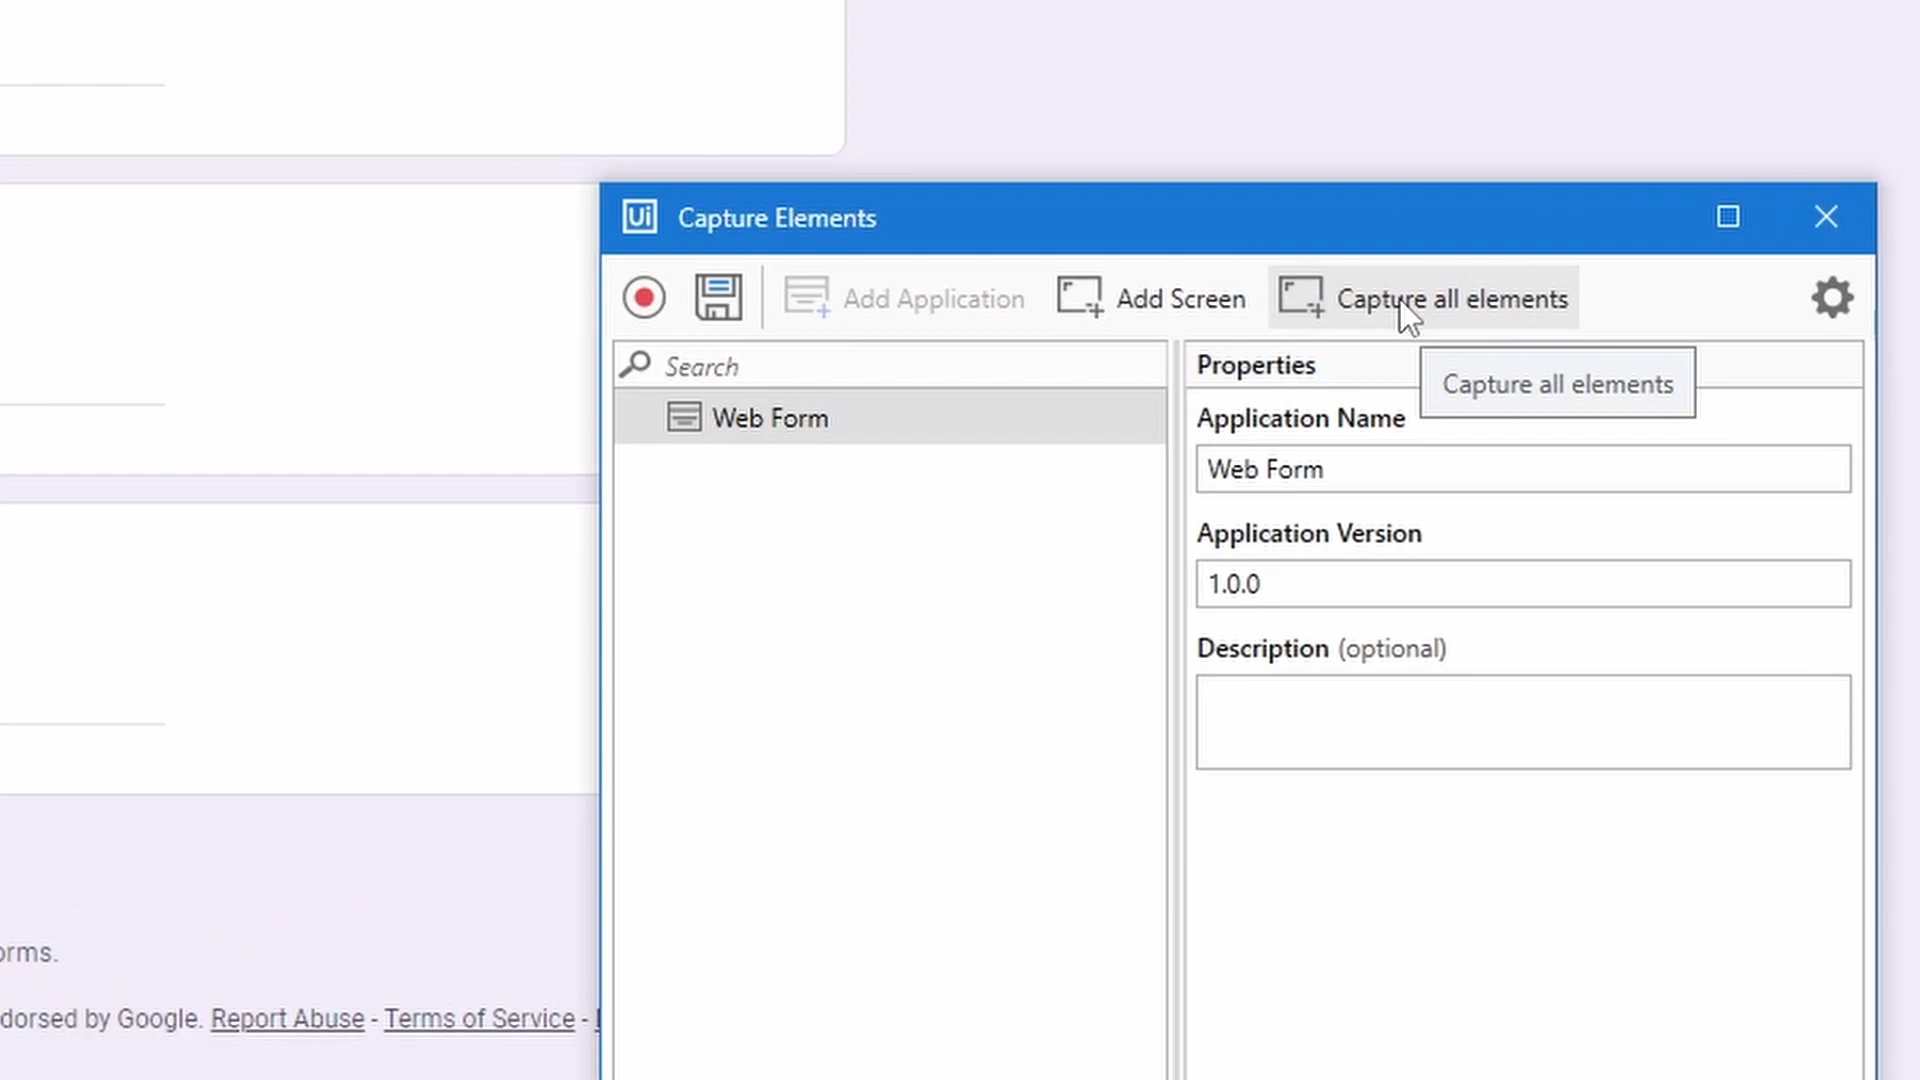 Ui Capture Elements
Add Application Add Screen Capture all elements
Search
Properties
Capture all elements
Web Form
Application Name
Web Form
Application Version
1.0.0
Description (optional)
orms.
dorsed by Google. Report Abuse - Terms of Service -